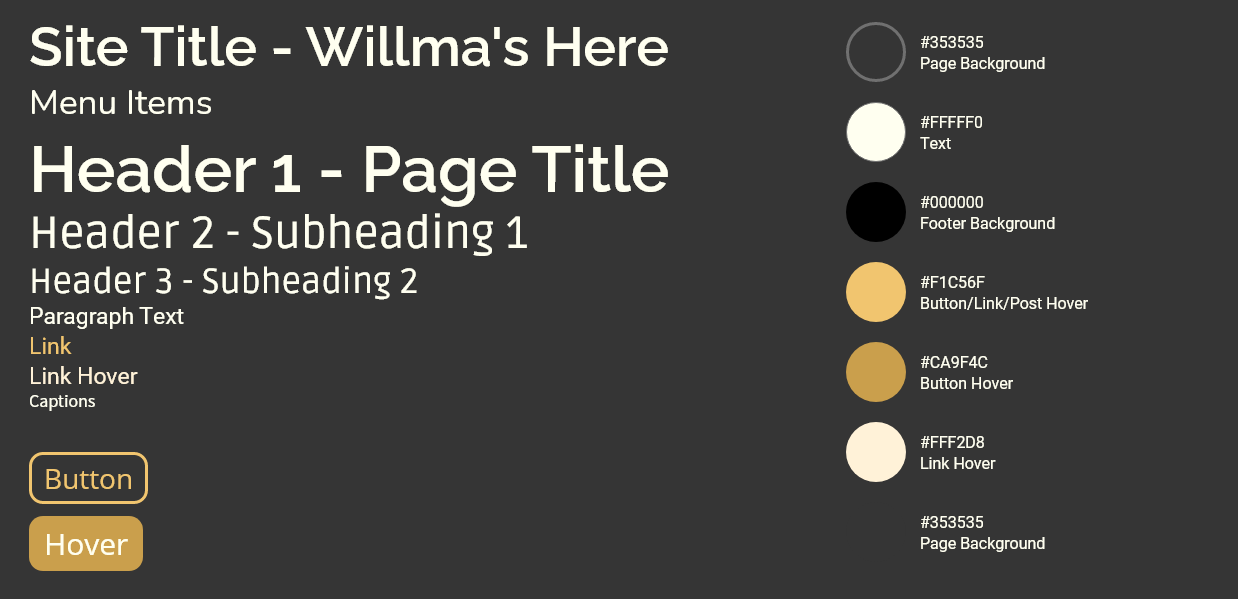 Site Title - Willma's Here
Menu Items
Header 1 - Page Title
Header 2 - Subheading 1
Header 3 - Subheading 2
Paragraph Text
Link
Link Hover
Captions
Button
Hover
#353535
Page Background
#FFFFF0
Text
#000000
Footer Background
#F1C56F
Button/Link/Post Hover
#CA9F4C
Button Hover
#FFF2D8
Link Hover
#353535
Page Background